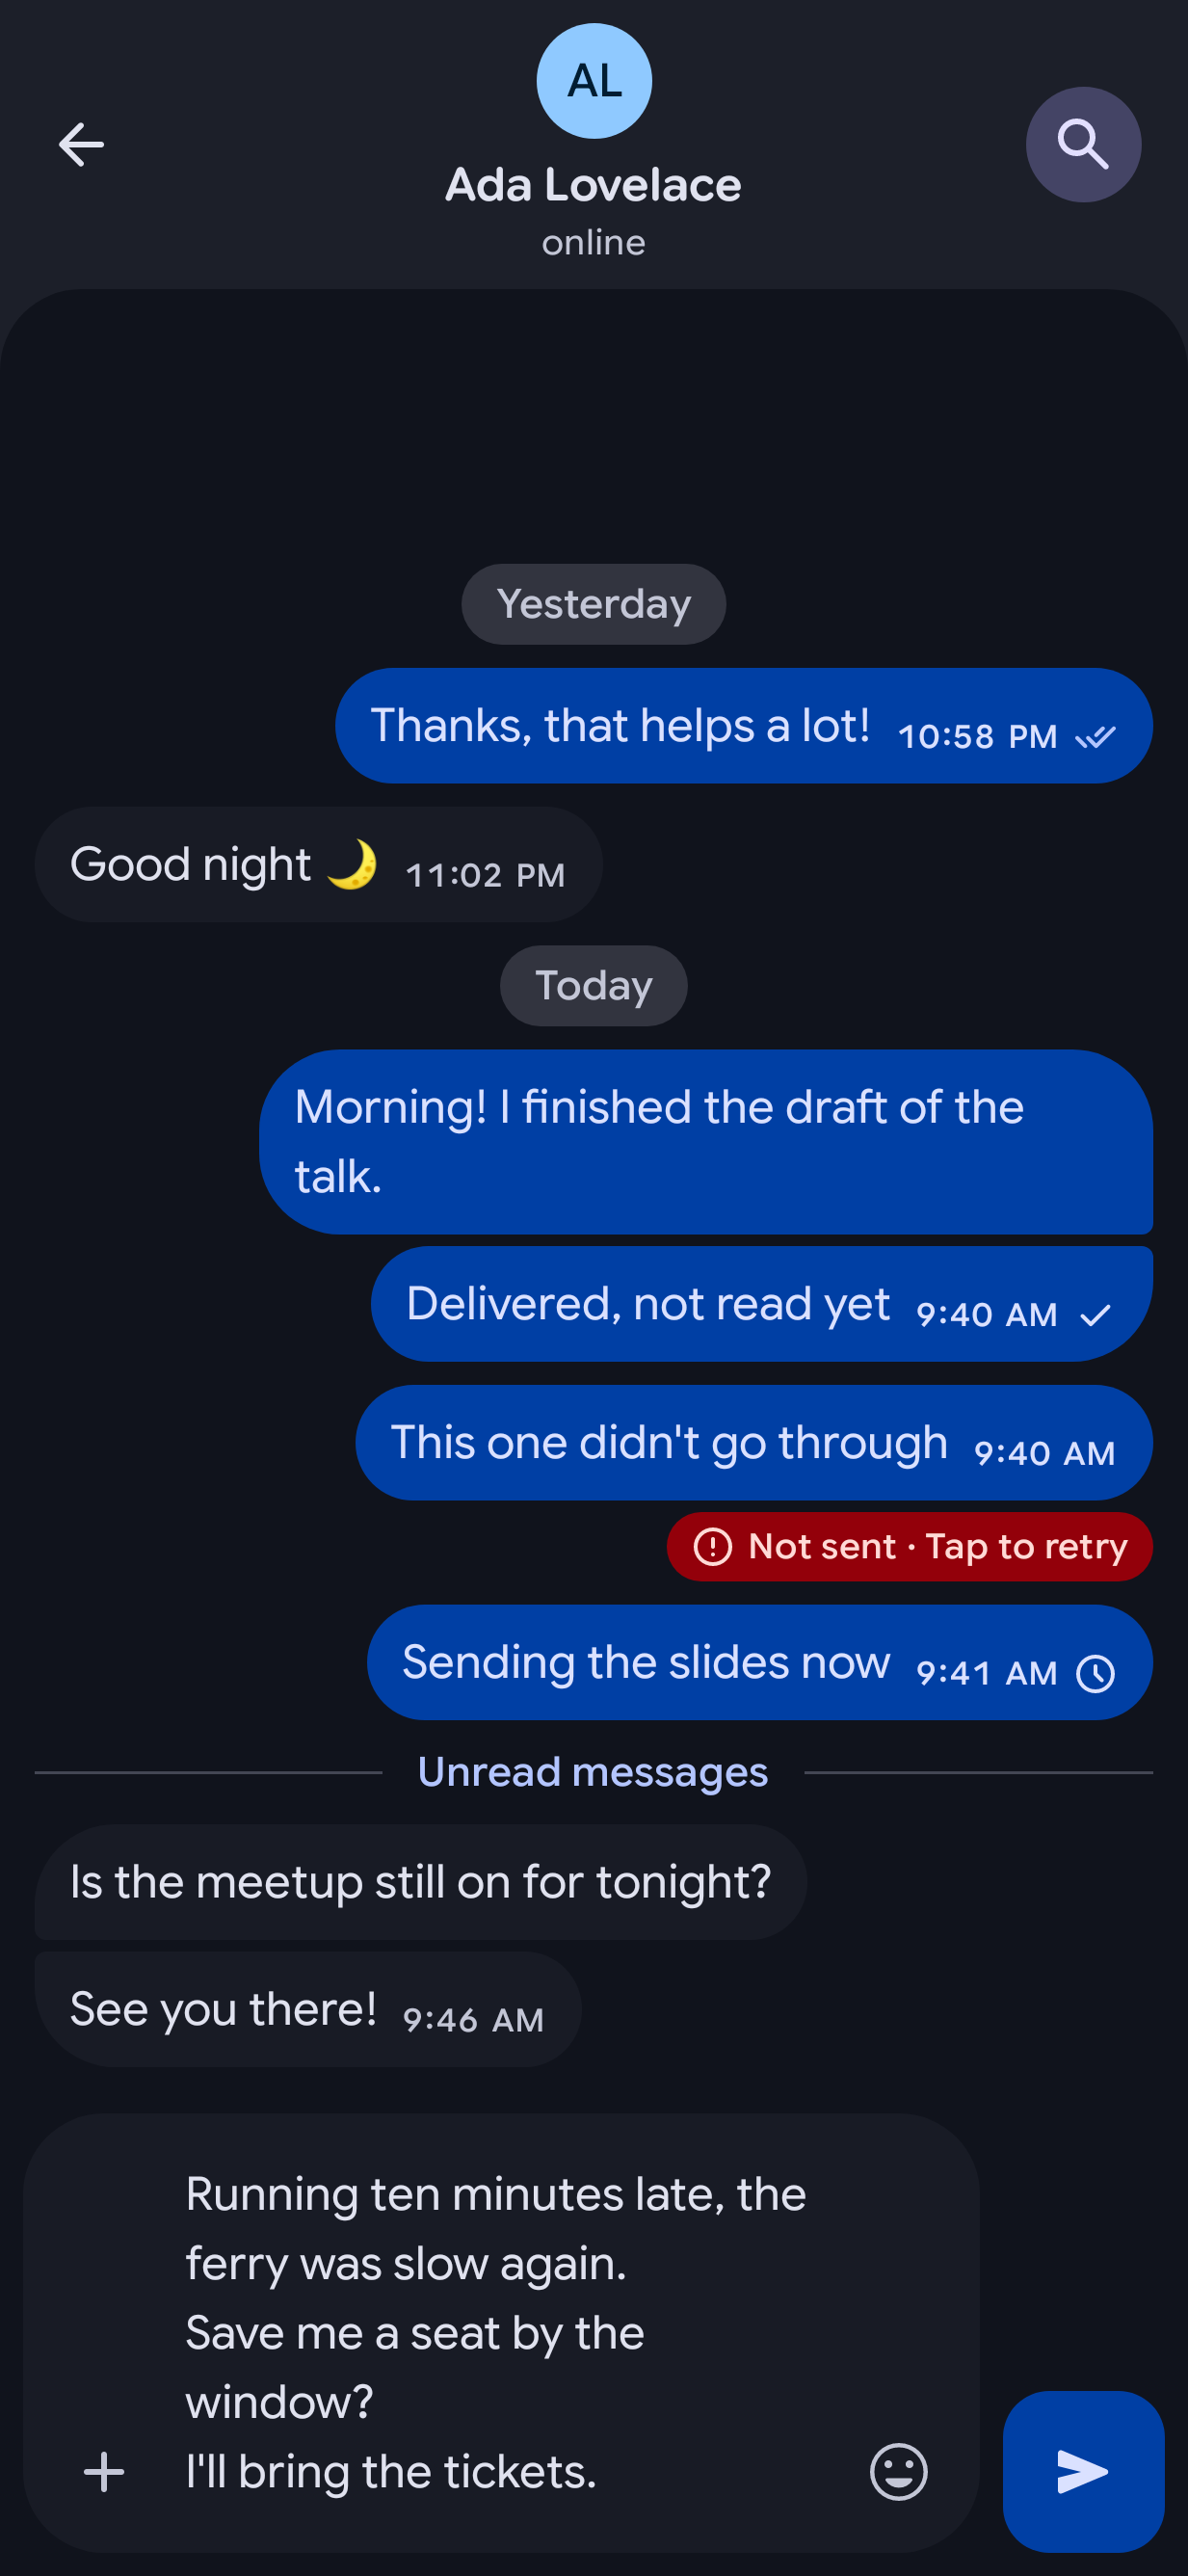 AL
Ada Lovelace
online
Yesterday
Thanks, that helps a lot! 10:58 PM
Good night 🌙 11:02 PM
Today
Morning! I finished the draft of the
talk.
Delivered, not read yet 9:40 AM
This one didn't go through 9:40 AM
Not sent · Tap to retry
Sending the slides now 9:41 AM
Unread messages
Is the meetup still on for tonight?
See you there! 9:46 AM
Running ten minutes late, the
ferry was slow again.
Save me a seat by the
window?
I'll bring the tickets.